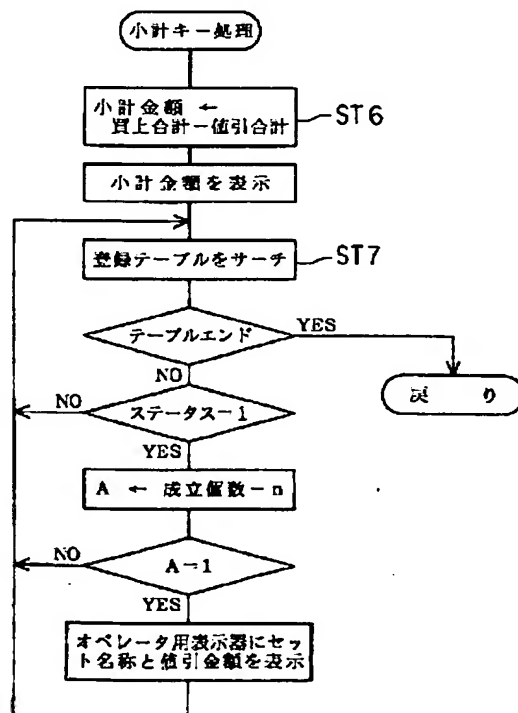 小計キー処理
小計金額 ←
買上合計－値引合計
ST6
小計金額を表示
登録テーブルをサーチ
ST7
テーブルエンド
YES
NO
戻 り
ステータス＝1
NO
YES
A ← 成立個数－n
A＝1
NO
YES
オペレータ用表示器にセッ
ト名称と値引金額を表示